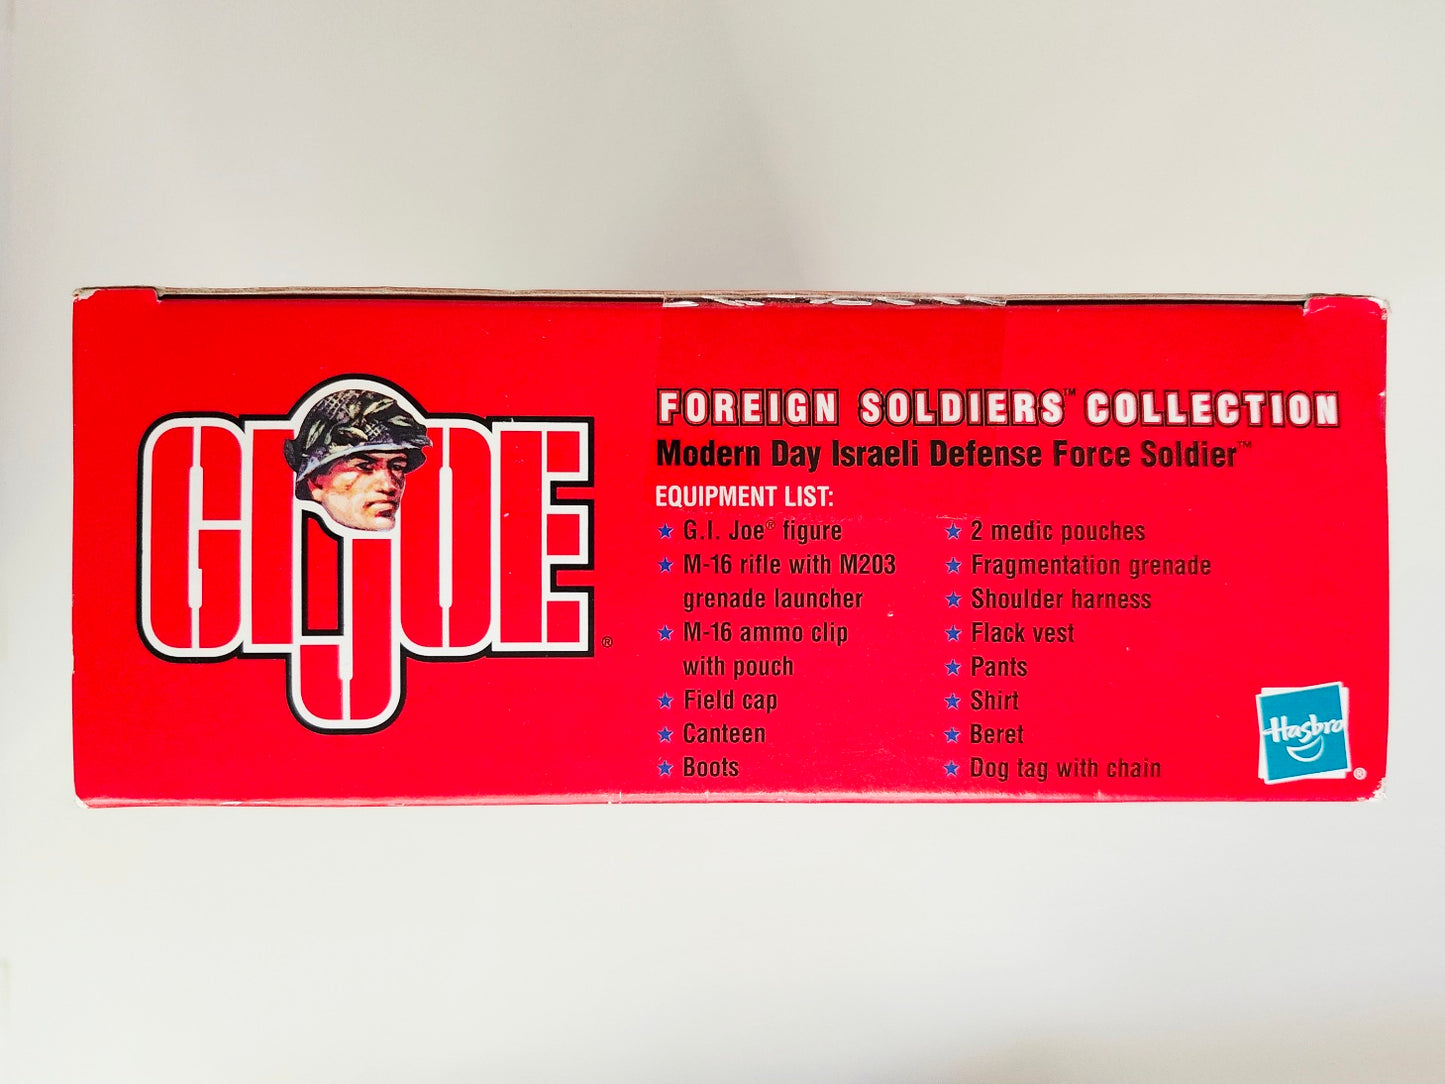 GI JOE®
FOREIGN SOLDIERS™ COLLECTION
Modern Day Israeli Defense Force Soldier™
EQUIPMENT LIST:
★ G.I. Joe® figure
★ M-16 rifle with M203
grenade launcher
★ M-16 ammo clip
with pouch
★ Field cap
★ Canteen
★ Boots
★ 2 medic pouches
★ Fragmentation grenade
★ Shoulder harness
★ Flack vest
★ Pants
★ Shirt
★ Beret
★ Dog tag with chain
Hasbro®